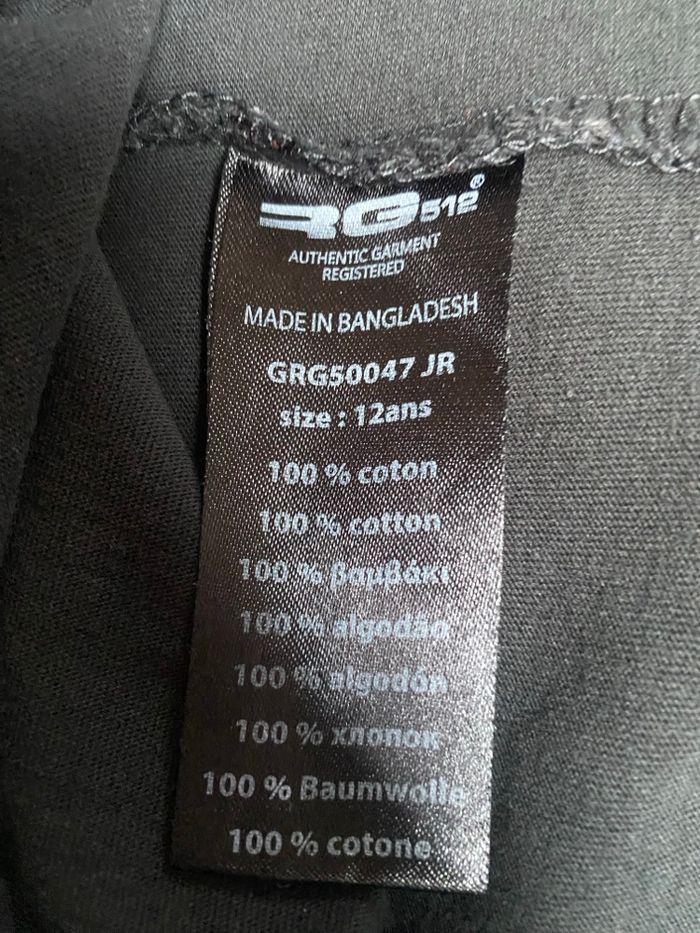 RG512®
AUTHENTIC GARMENT
REGISTERED
MADE IN BANGLADESH
GRG50047 JR
size : 12ans
100 % coton
100 % cotton
100 % βαμβάκι
100 % algodão
100 % algodón
100 % хлопок
100 % Baumwolle
100 % cotone